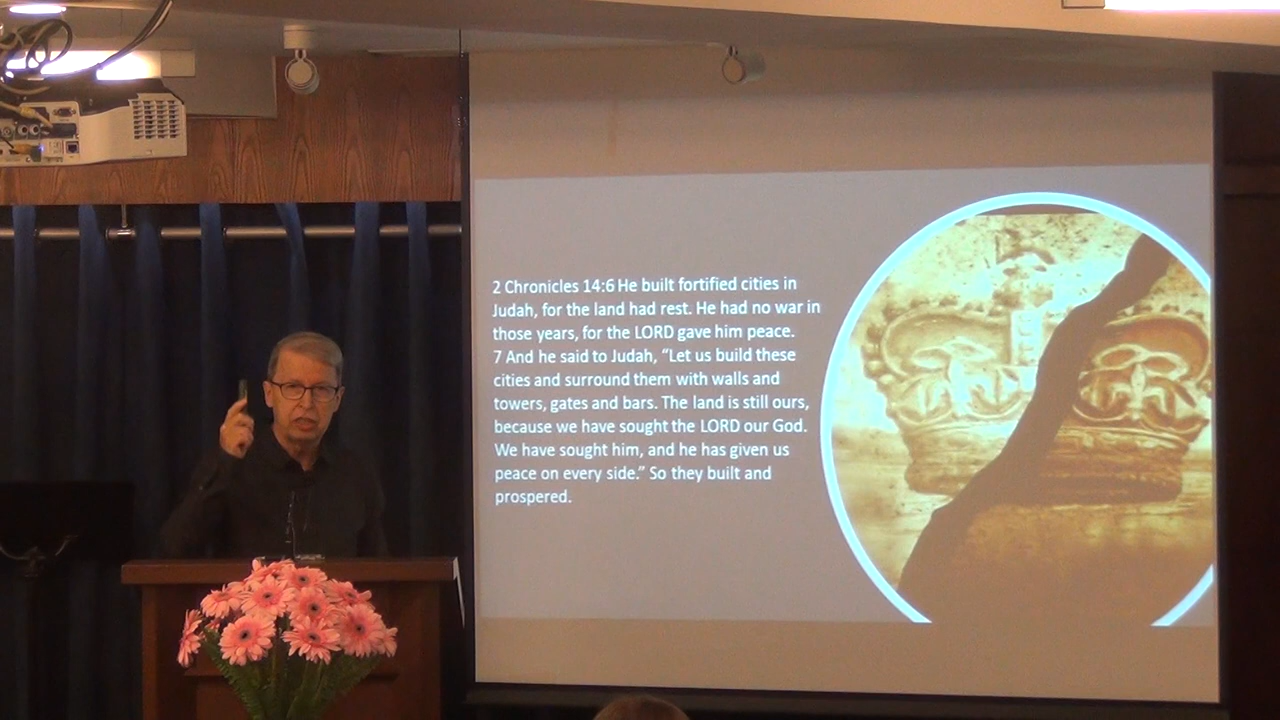 2 Chronicles 14:6 He built fortified cities in
Judah, for the land had rest. He had no war in
those years, for the LORD gave him peace.
7 And he said to Judah, “Let us build these
cities and surround them with walls and
towers, gates and bars. The land is still ours,
because we have sought the LORD our God.
We have sought him, and he has given us
peace on every side.” So they built and
prospered.